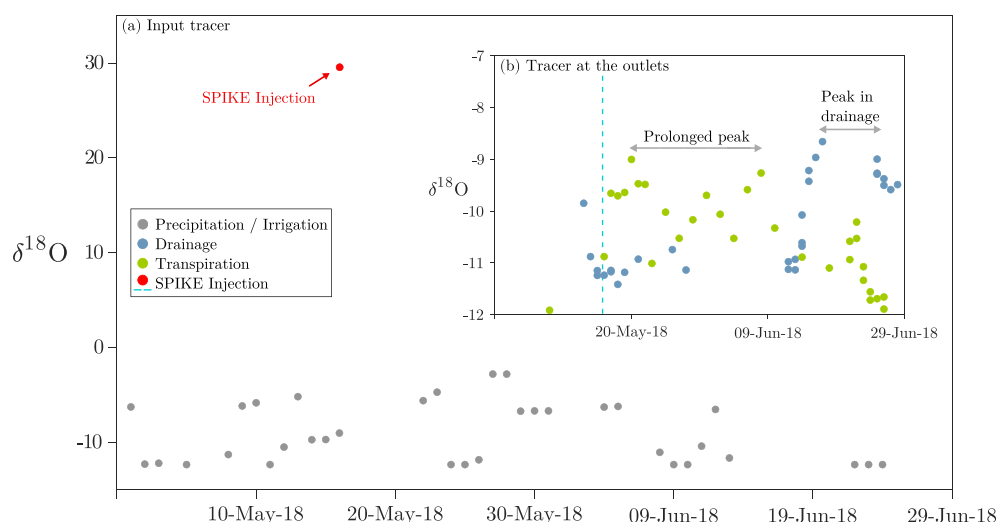 (a) Input tracer
30
SPIKE Injection
20
Precipitation / Irrigation
Drainage
Transpiration
SPIKE Injection
δ¹⁸O
10
0
-10
10-May-18
20-May-18
30-May-18
09-Jun-18
19-Jun-18
29-Jun-18
(b) Tracer at the outlets
-7
-8
-9
-10
-11
-12
δ¹⁸O
Prolonged peak
Peak in
drainage
20-May-18
09-Jun-18
29-Jun-18